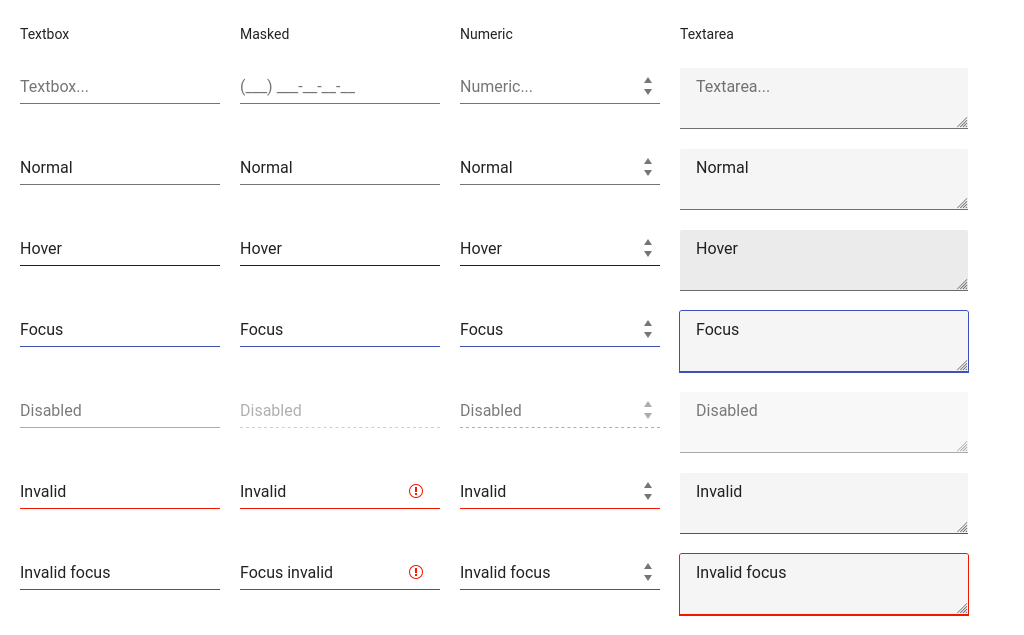 Textbox Masked Numeric Textarea
Textbox... (___) ___-__-__-__ Numeric... Textarea...
Normal Normal Normal Normal
Hover Hover Hover Hover
Focus Focus Focus Focus
Disabled Disabled Disabled Disabled
Invalid Invalid Invalid Invalid
Invalid focus Focus invalid Invalid focus Invalid focus